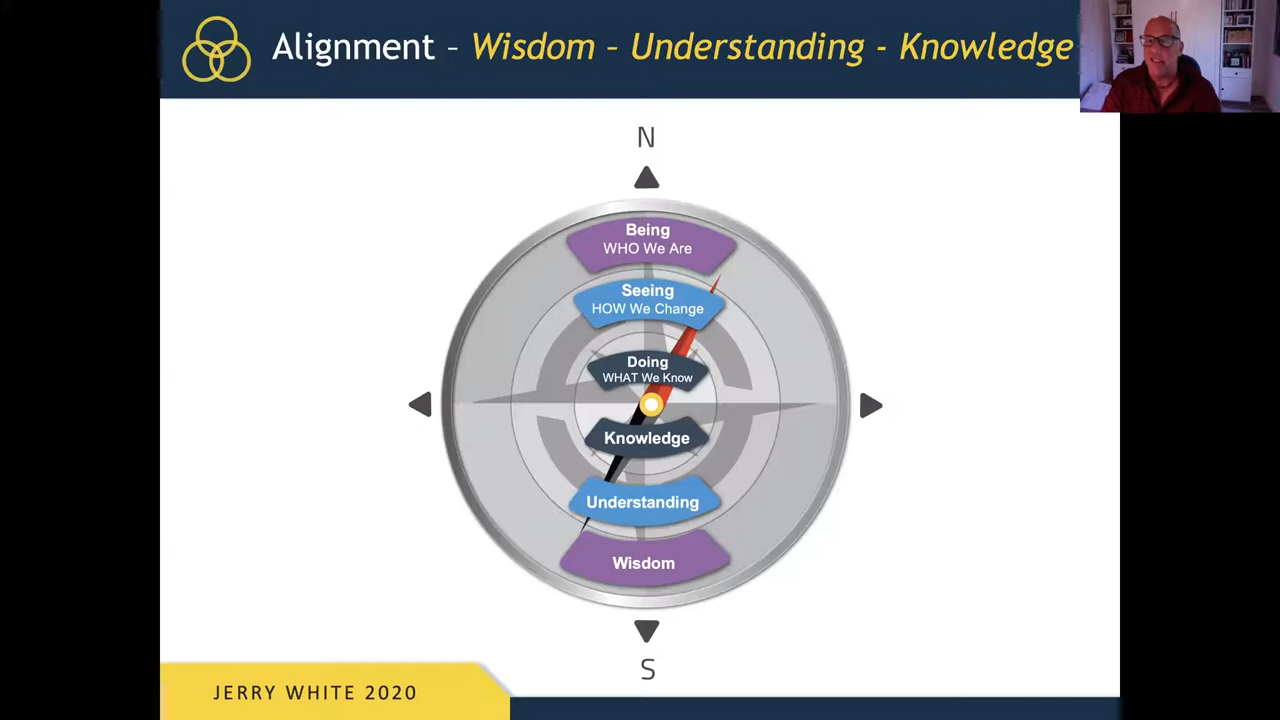 Alignment – Wisdom – Understanding - Knowledge
N
Being
WHO We Are
Seeing
HOW We Change
Doing
WHAT We Know
Knowledge
Understanding
Wisdom
S
JERRY WHITE 2020